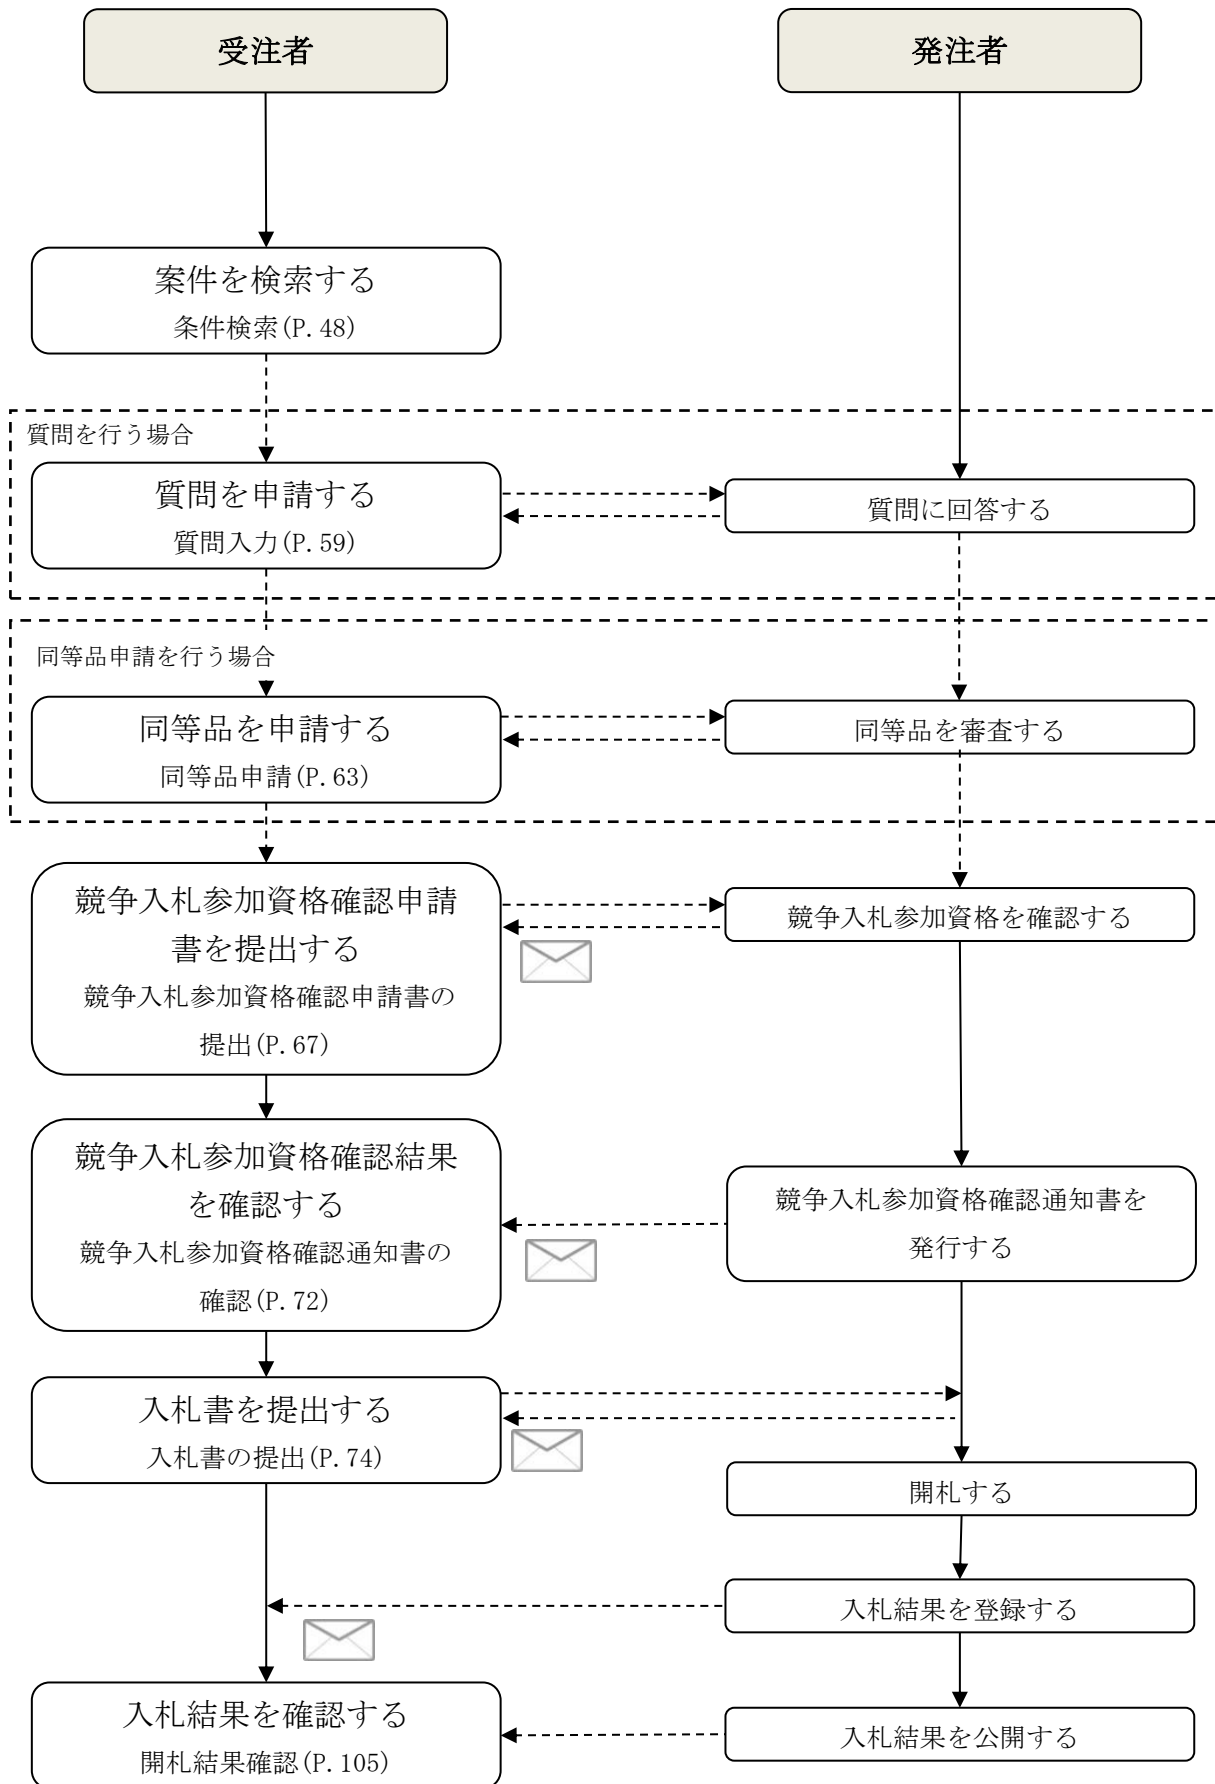 受注者
発注者
案件を検索する
条件検索(P.48)
質問を行う場合
質問を申請する
質問入力(P.59)
質問に回答する
同等品申請を行う場合
同等品を申請する
同等品申請(P.63)
同等品を審査する
競争入札参加資格確認申請
書を提出する
競争入札参加資格確認申請書の
提出(P.67)
競争入札参加資格を確認する
競争入札参加資格確認結果
を確認する
競争入札参加資格確認通知書の
確認(P.72)
競争入札参加資格確認通知書を
発行する
入札書を提出する
入札書の提出(P.74)
開札する
入札結果を登録する
入札結果を確認する
開札結果確認(P.105)
入札結果を公開する